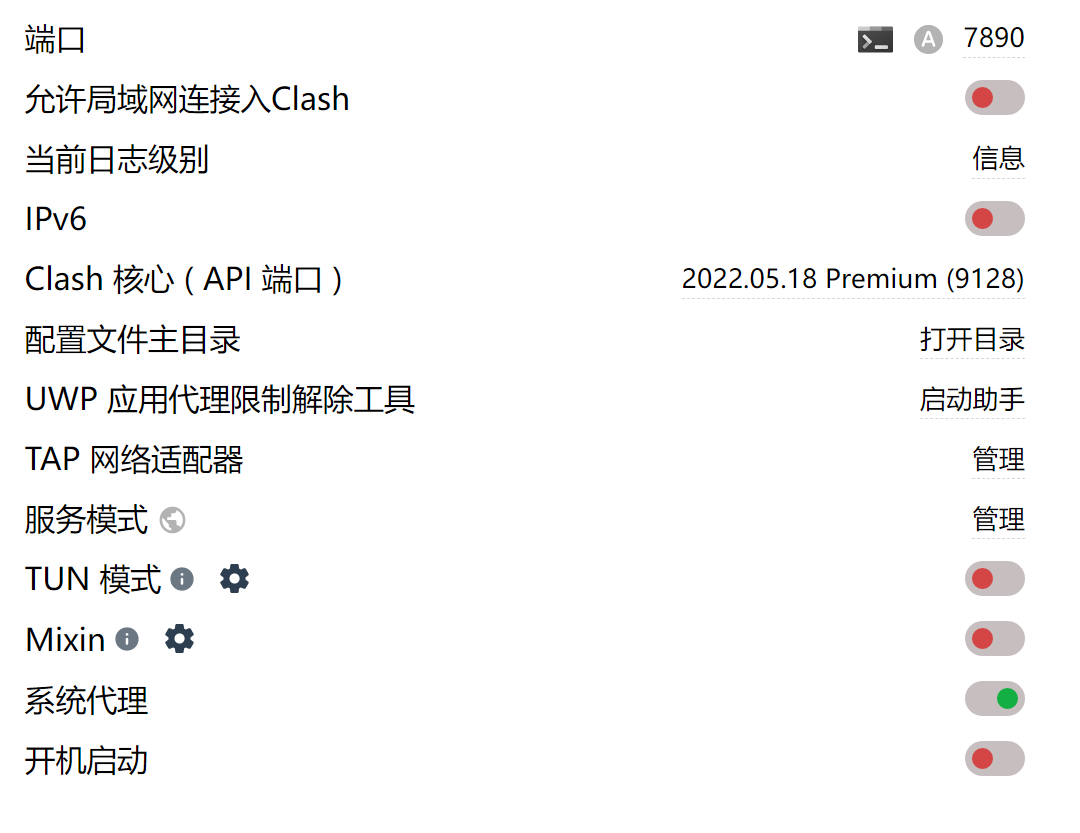 端口 A 7890
允许局域网连接入Clash
当前日志级别 信息
IPv6
Clash 核心 ( API 端口 ) 2022.05.18 Premium (9128)
配置文件主目录 打开目录
UWP 应用代理限制解除工具 启动助手
TAP 网络适配器 管理
服务模式 管理
TUN 模式
Mixin
系统代理
开机启动